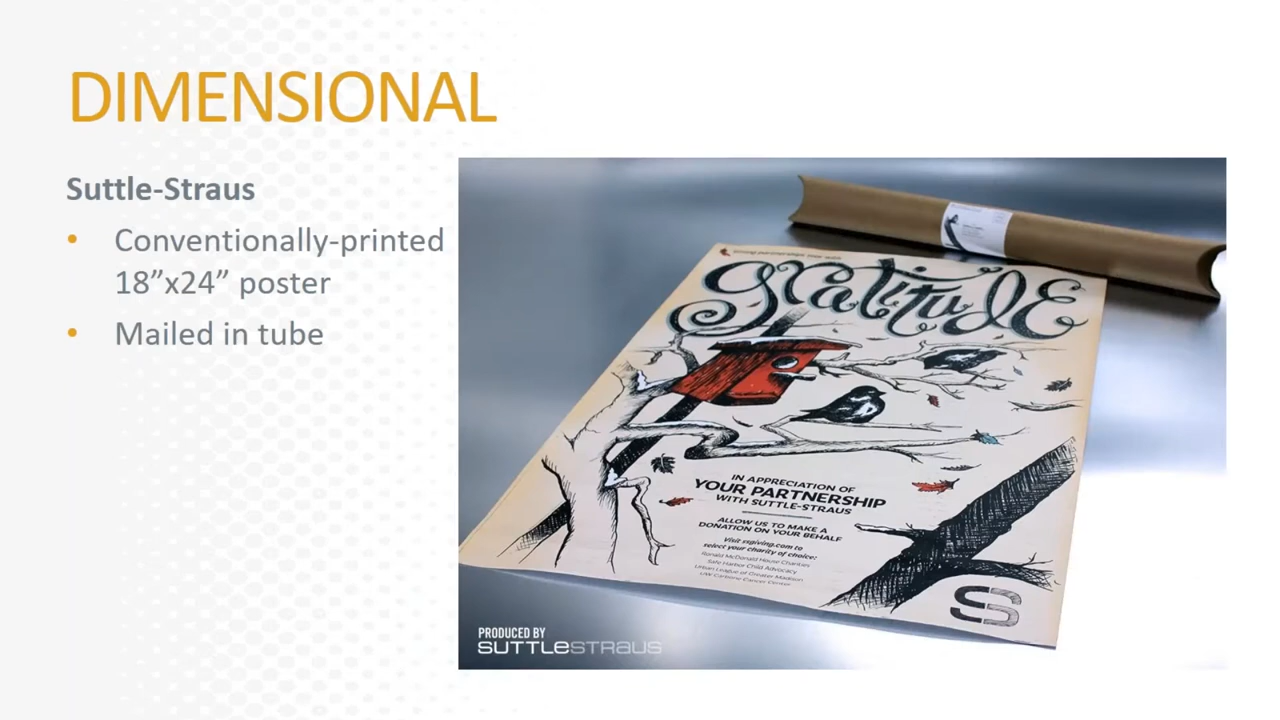 DIMENSIONAL
Suttle-Straus
• Conventionally-printed
18”x24” poster
• Mailed in tube
gratitude
IN APPRECIATION OF
YOUR PARTNERSHIP
WITH SUTTLE-STRAUS
ALLOW US TO MAKE A
DONATION ON YOUR BEHALF
Visit ssgiving.com to
select your charity of choice:
Ronald McDonald House Charities
Safe Harbor Child Advocacy
Urban League of Greater Madison
UW Carbone Cancer Center
PRODUCED BY
SUTTLESTRAUS